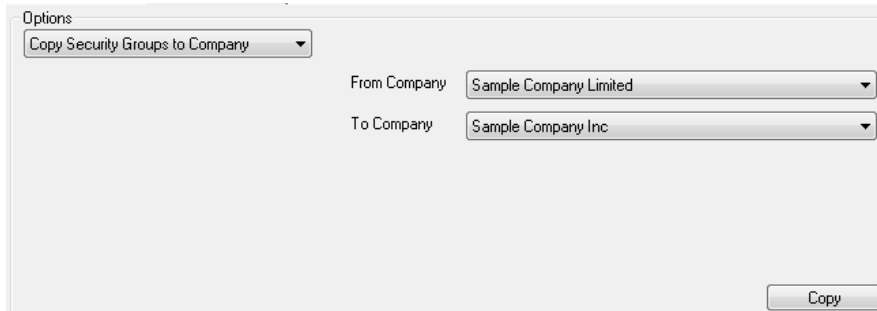 Options
Copy Security Groups to Company
From Company Sample Company Limited
To Company Sample Company Inc
Copy